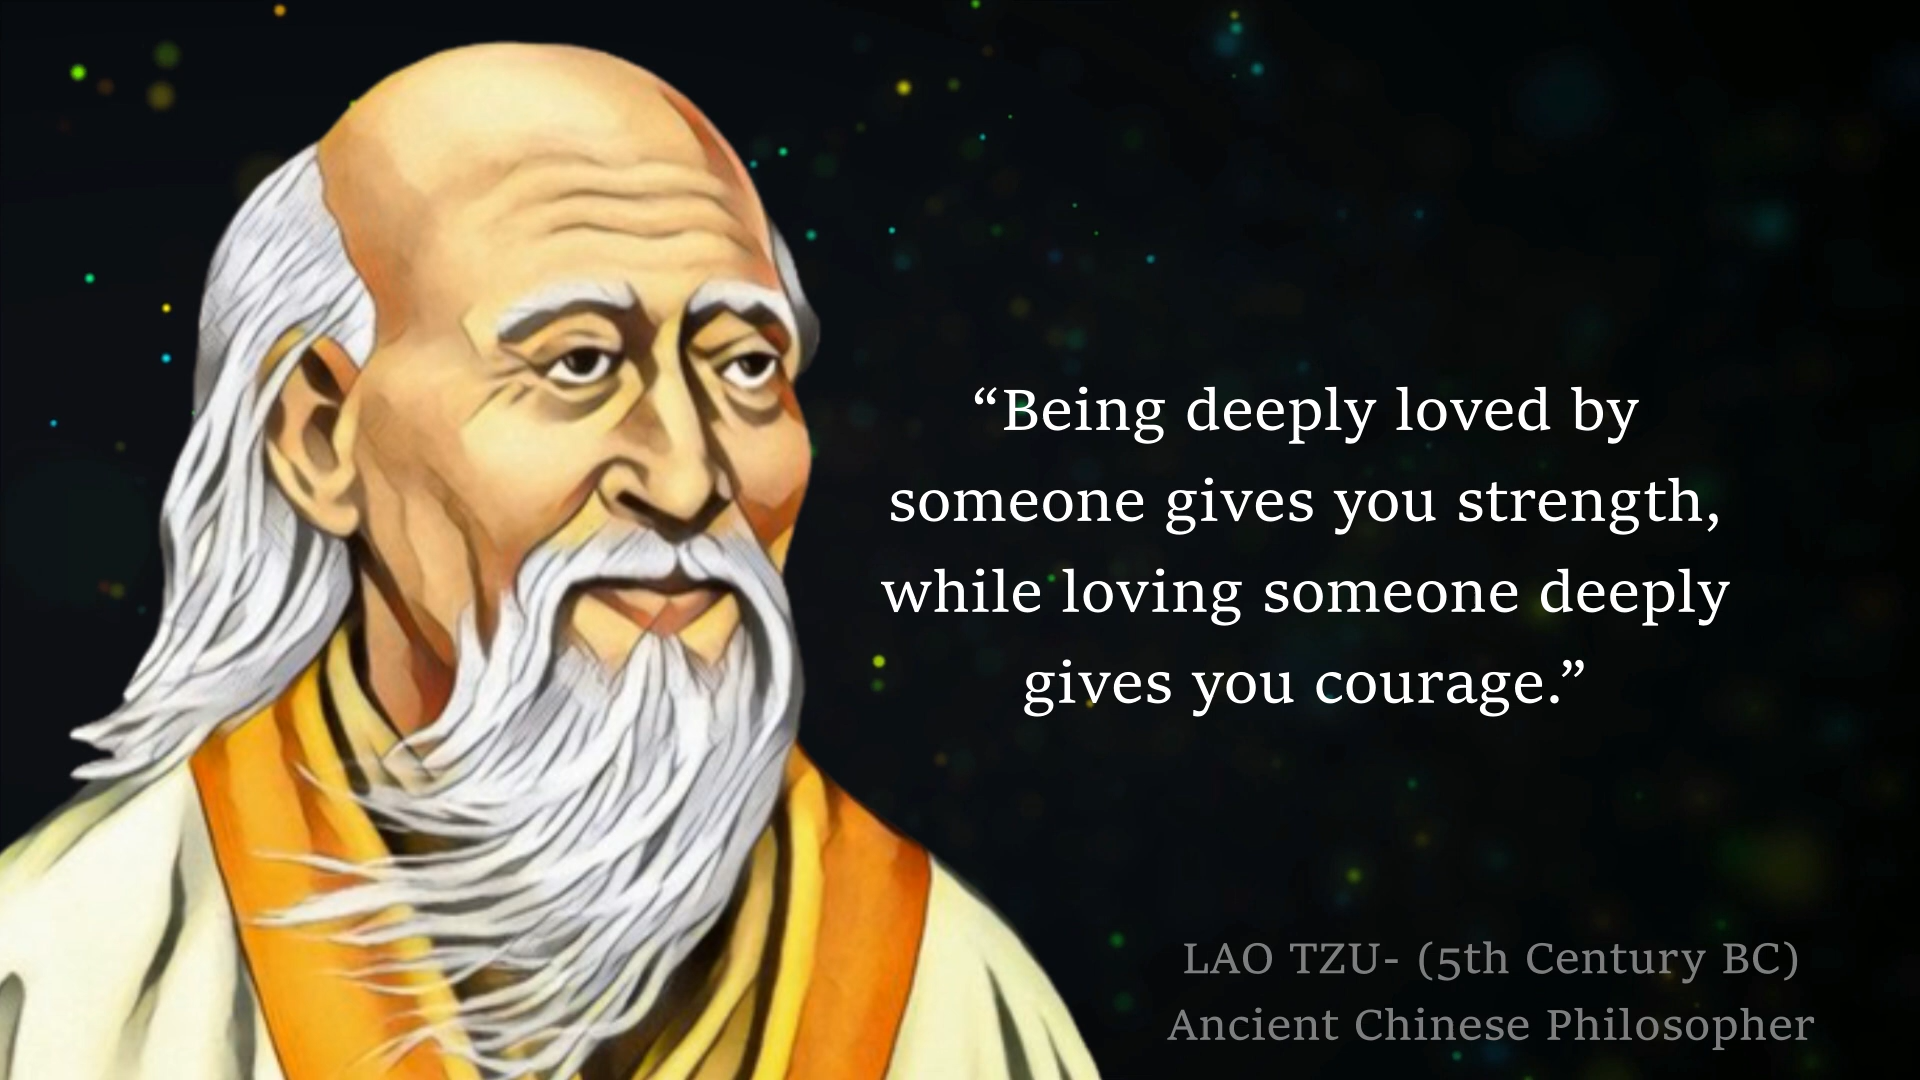 “Being deeply loved by
someone gives you strength,
while loving someone deeply
gives you courage.”
LAO TZU- (5th Century BC)
Ancient Chinese Philosopher